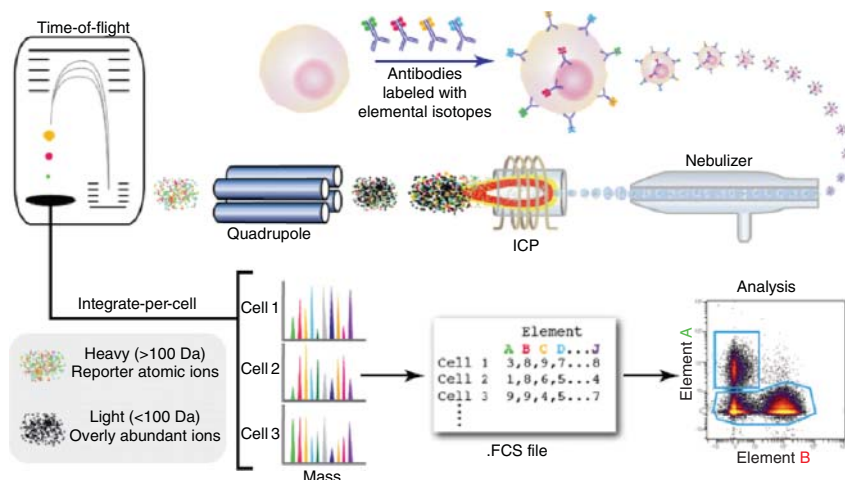 Time-of-flight
Antibodies
labeled with
elemental isotopes
Nebulizer
Quadrupole
ICP
Integrate-per-cell
Heavy (>100 Da)
Reporter atomic ions
Light (<100 Da)
Overly abundant ions
Cell 1
Cell 2
Cell 3
Mass
Element
A B C D...J
Cell 1 3,8,9,7...8
Cell 2 1,8,6,5...4
Cell 3 9,9,4,5...7
.FCS file
Analysis
Element A
Element B